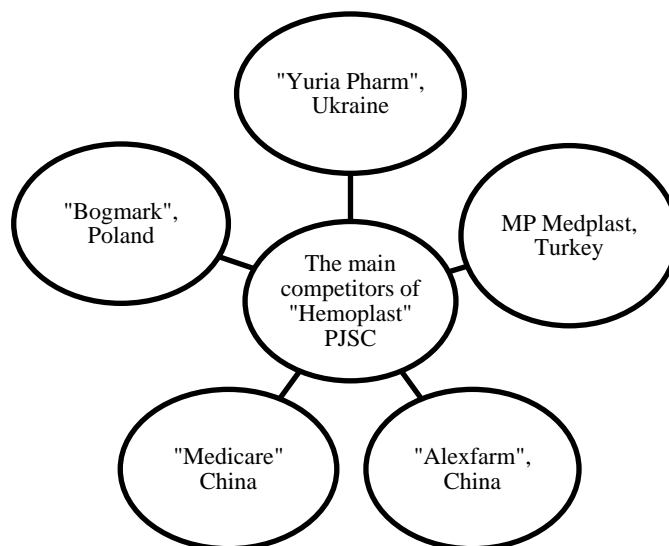 "Yuria Pharm",
Ukraine
"Bogmark",
Poland
MP Medplast,
Turkey
The main
competitors of
"Hemoplast"
PJSC
"Medicare"
China
"Alexfarm",
China